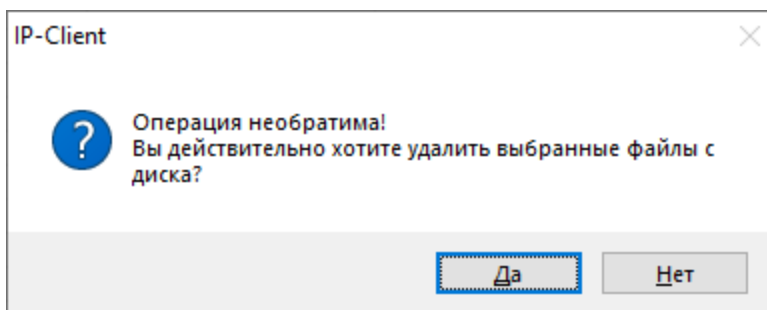 IP-Client
Операция необратима!
Вы действительно хотите удалить выбранные файлы с
диска?
Да
Нет